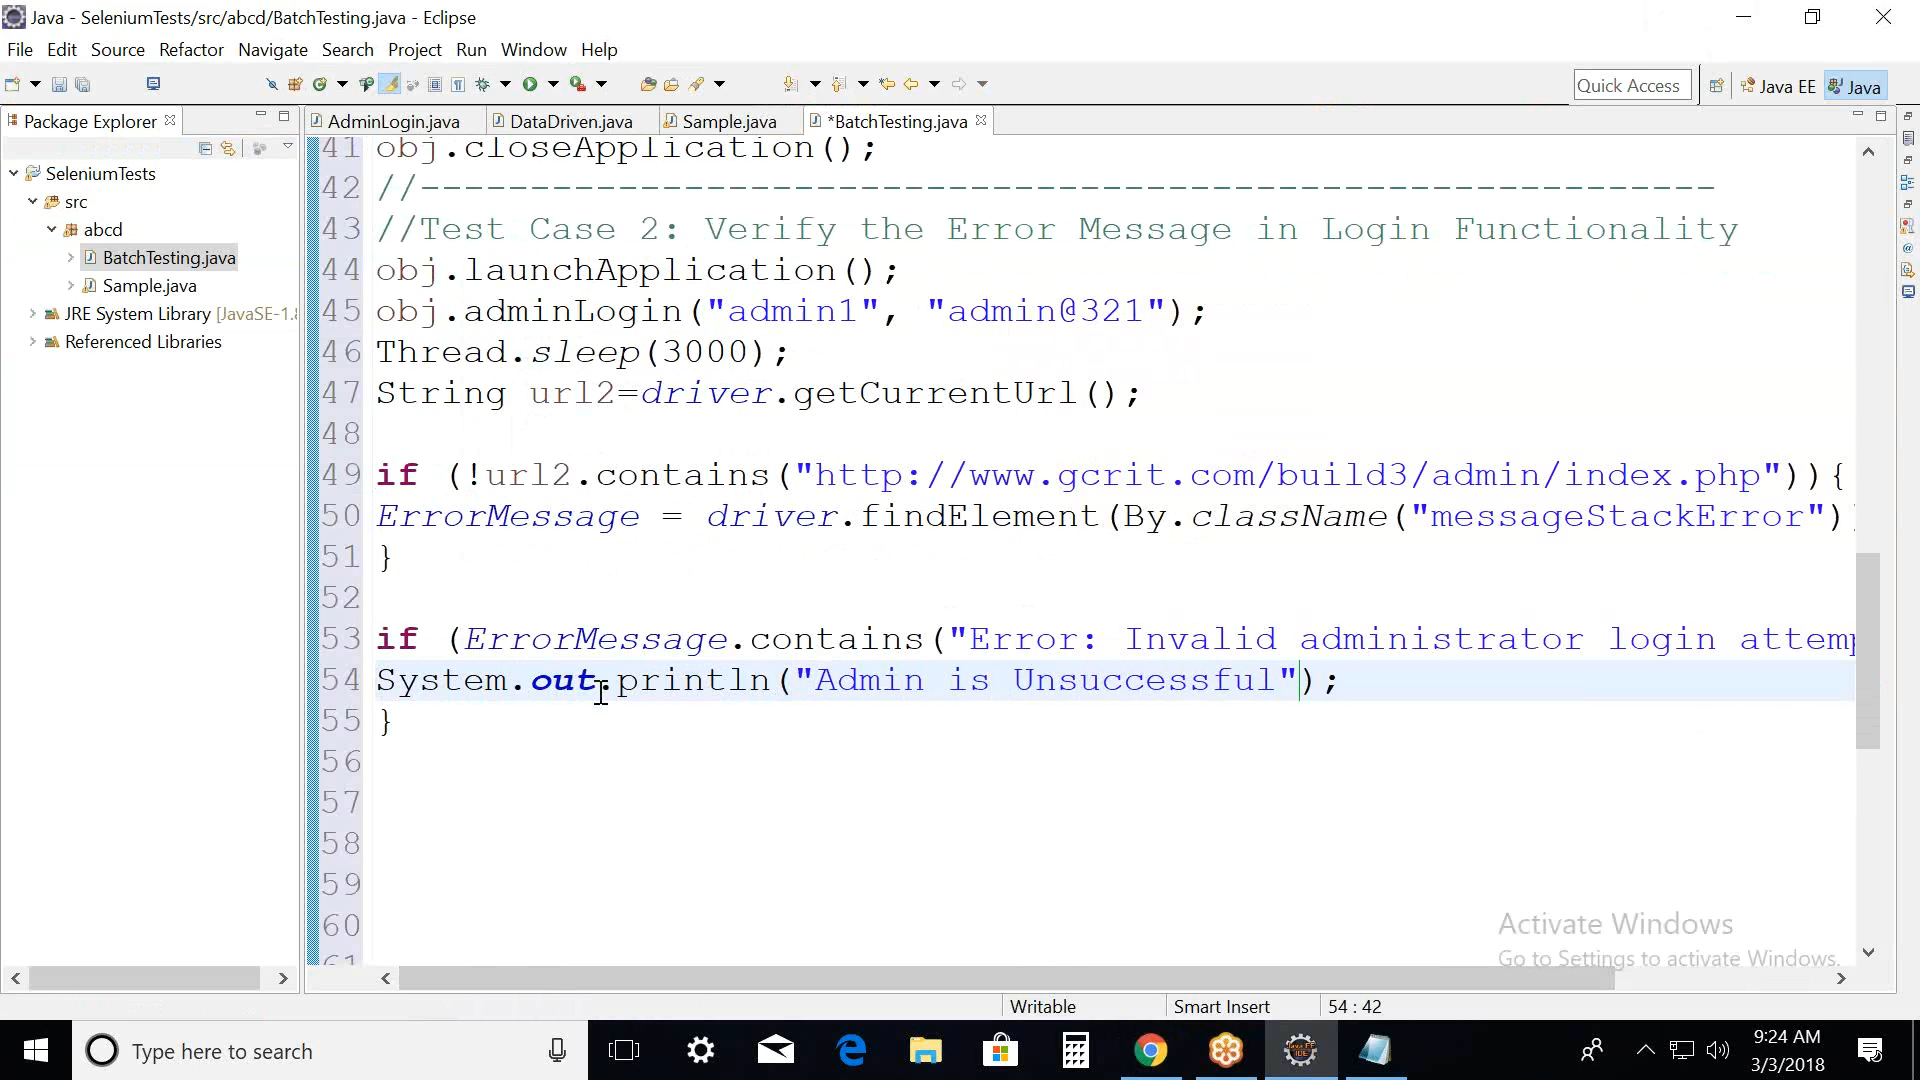 Java - SeleniumTests/src/abcd/BatchTesting.java - Eclipse
File Edit Source Refactor Navigate Search Project Run Window Help
Quick Access
Java EE
Java
Package Explorer
AdminLogin.java
DataDriven.java
Sample.java
*BatchTesting.java
SeleniumTests
src
abcd
BatchTesting.java
Sample.java
JRE System Library [JavaSE-1.8
Referenced Libraries
41 obj.closeApplication();
42 //-----------------------------------------------------------
43 //Test Case 2: Verify the Error Message in Login Functionality
44 obj.launchApplication();
45 obj.adminLogin("admin1", "admin@321");
46 Thread.sleep(3000);
47 String url2=driver.getCurrentUrl();
48
49 if (!url2.contains("http://www.gcrit.com/build3/admin/index.php")){
50 ErrorMessage = driver.findElement(By.className("messageStackError")
51 }
52
53 if (ErrorMessage.contains("Error: Invalid administrator login attemp
54 System.out.println("Admin is Unsuccessful");
55 }
56
57
58
59
60
61
Activate Windows
Go to Settings to activate Windows.
Writable
Smart Insert
54 : 42
Type here to search
9:24 AM
3/3/2018